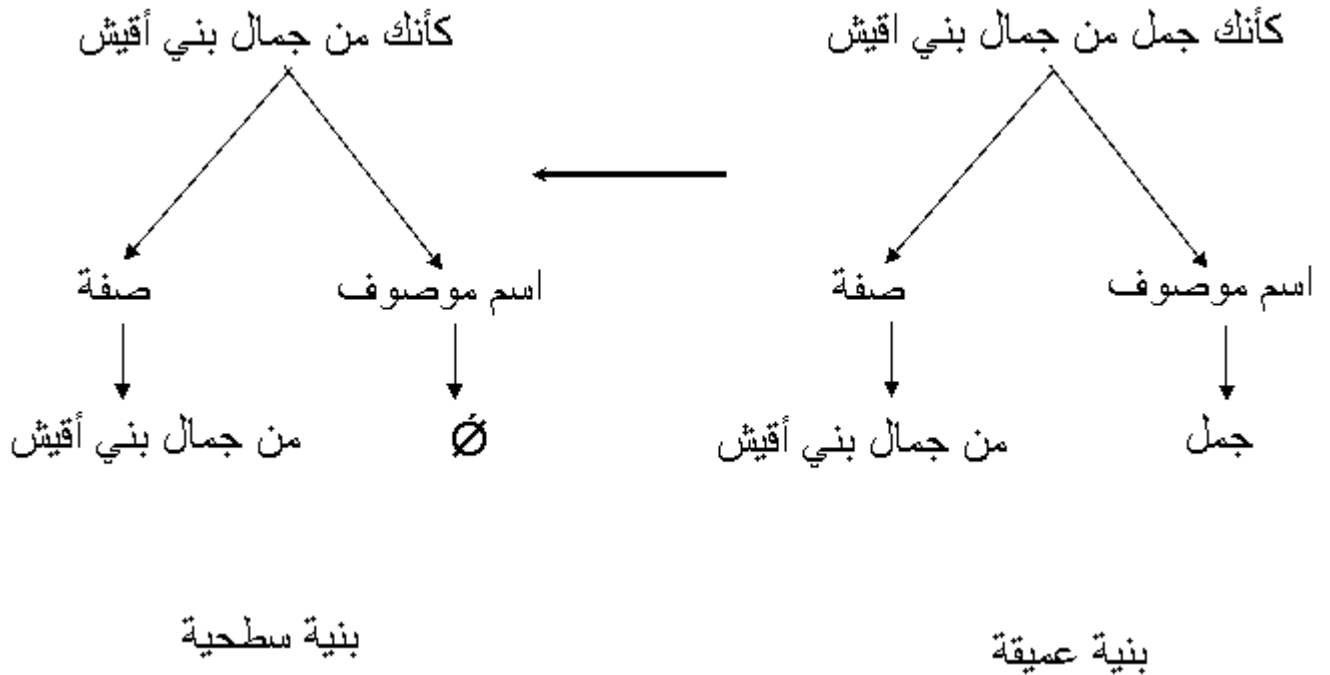 كأنك جمل من جمال بني اقيش
كأنك من جمال بني أقيش
اسم موصوف
صفة
اسم موصوف
صفة
جمل
من جمال بني أقيش
Ǿ
من جمال بني أقيش
بنية عميقة
بنية سطحية